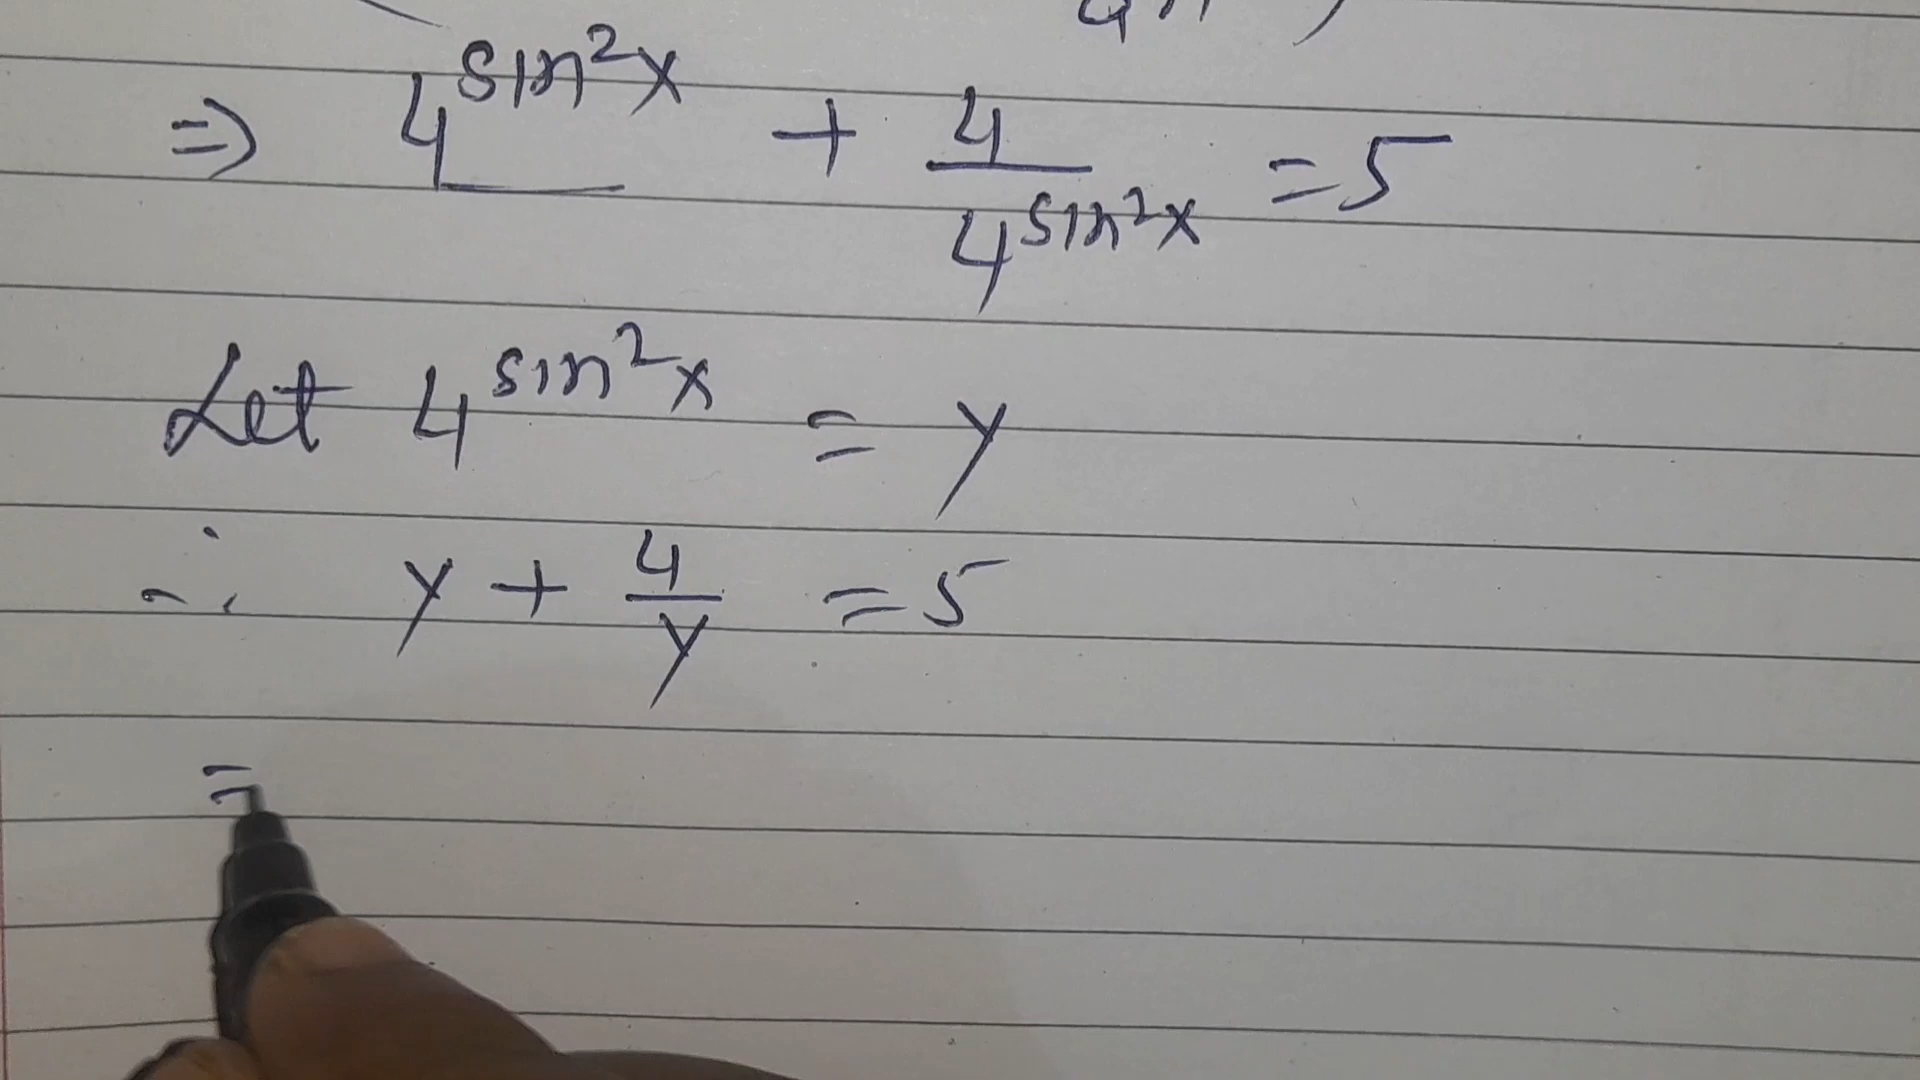 ⇒ 4^sin²x + 4/4^sin²x = 5
Let 4^sin²x = y
∴ y + 4/y = 5
=